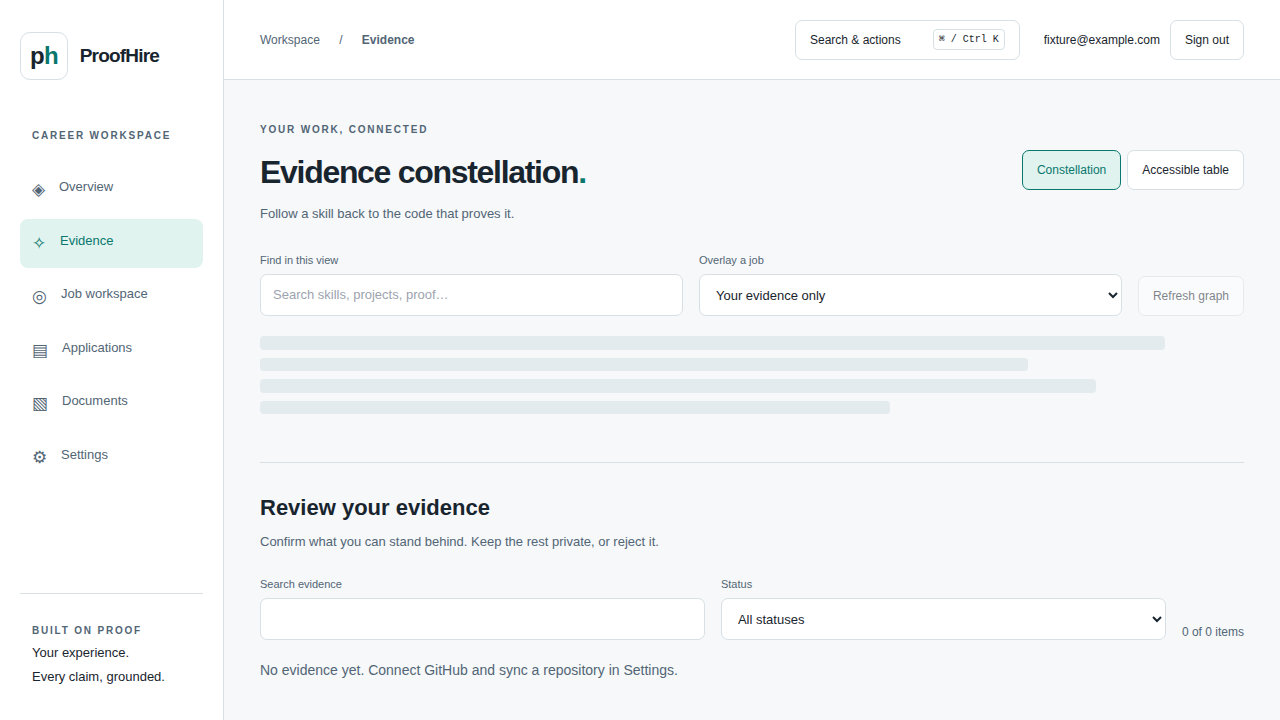 ph ProofHire
CAREER WORKSPACE
Overview
Evidence
Job workspace
Applications
Documents
Settings
BUILT ON PROOF
Your experience.
Every claim, grounded.
Workspace / Evidence
Search & actions ⌘ / Ctrl K
fixture@example.com
Sign out
YOUR WORK, CONNECTED
Evidence constellation.
Follow a skill back to the code that proves it.
Constellation
Accessible table
Find in this view
Search skills, projects, proof…
Overlay a job
Your evidence only
Refresh graph
Review your evidence
Confirm what you can stand behind. Keep the rest private, or reject it.
Search evidence
Status
All statuses
0 of 0 items
No evidence yet. Connect GitHub and sync a repository in Settings.